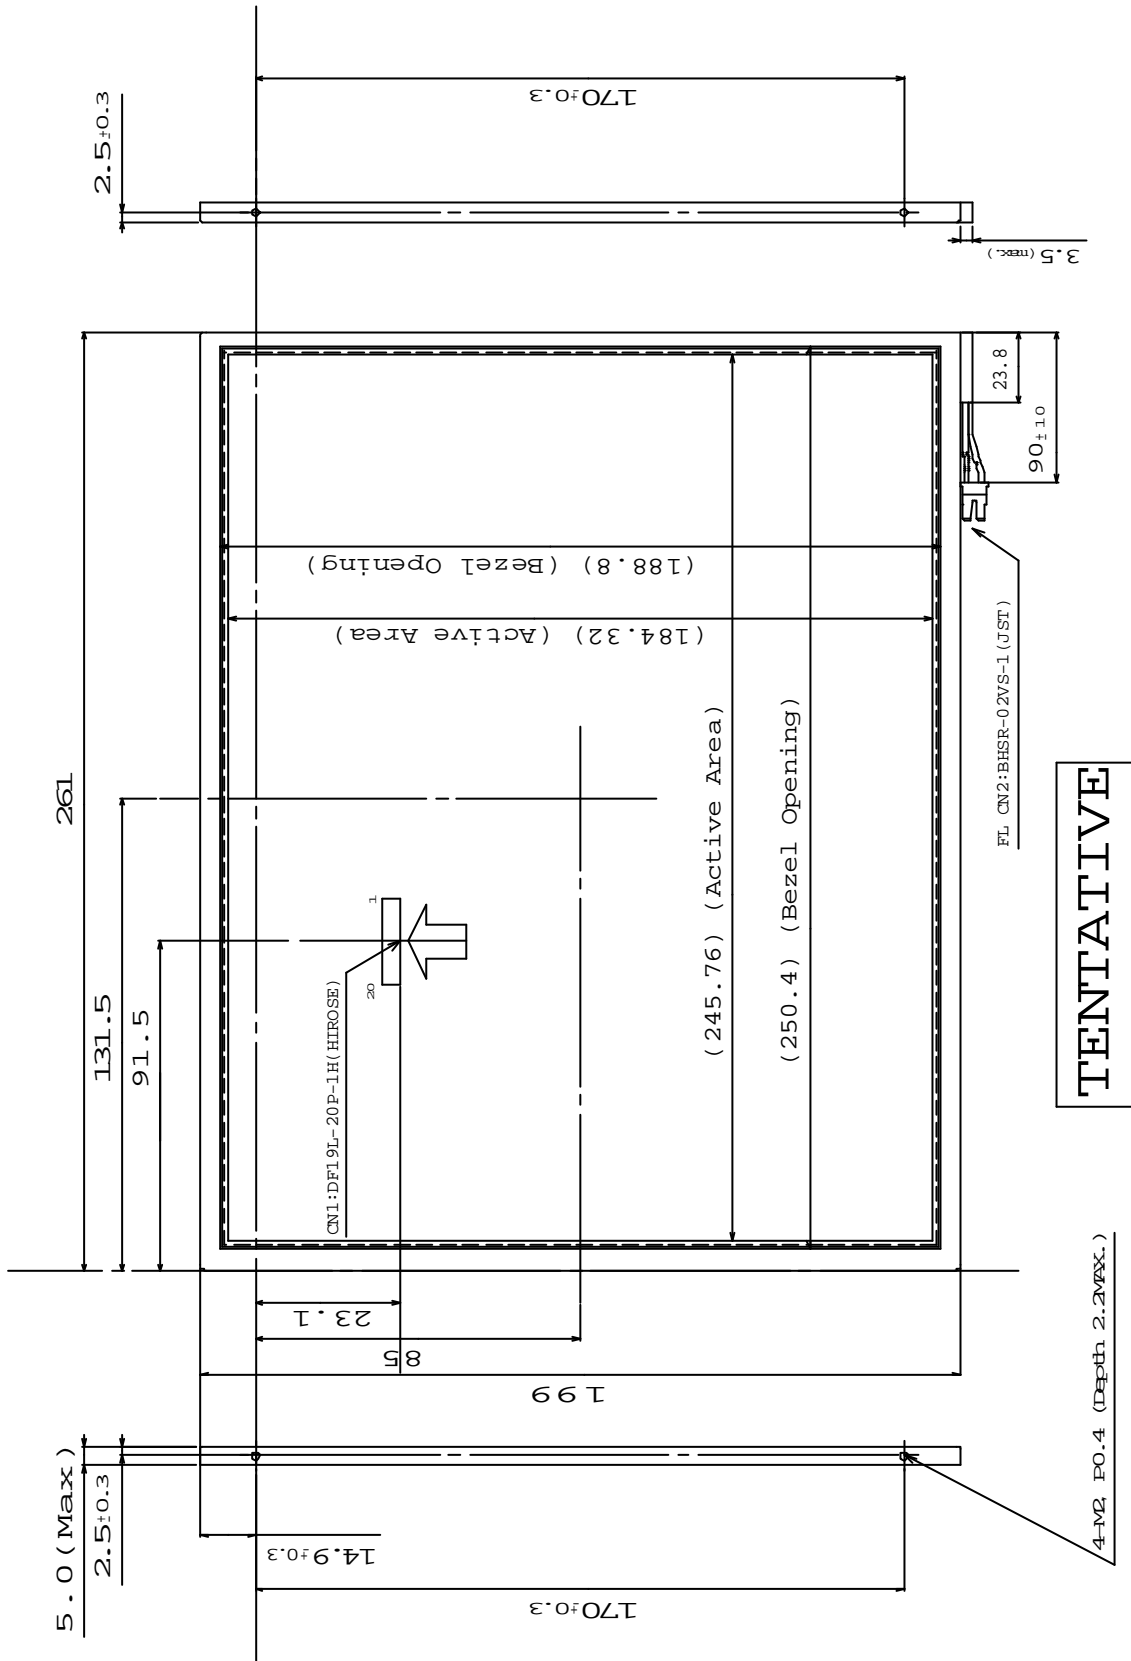 170±0.3
2.5±0.3
3.5(max.)
261
131.5
91.5
23.8
90±10
FL CN2:BHSR-02VS-1(JST)
(188.8) (Bezel Opening)
(184.32) (Active Area)
(245.76) (Active Area)
(250.4) (Bezel Opening)
1
20
CN1:DF19L-20P-1H(HIROSE)
TENTATIVE
23.1
85
199
5.0(Max)
2.5±0.3
14.9±0.3
170±0.3
4-M2, P0.4 (Depth 2.2MAX.)